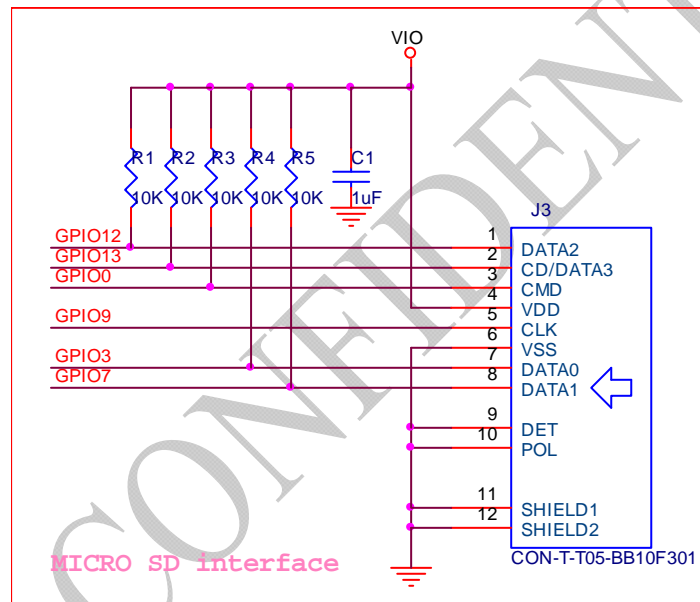 VIO
R1 R2 R3 R4 R5 C1
10K 10K 10K 10K 10K 1uF
J3
GPIO12 1 DATA2
GPIO13 2 CD/DATA3
GPIO0 3 CMD
4 VDD
GPIO9 5 CLK
6 VSS
GPIO3 7 DATA0
GPIO7 8 DATA1
9 DET
10 POL
11 SHIELD1
12 SHIELD2
MICRO SD interface
CON-T-T05-BB10F301
CONFIDENT